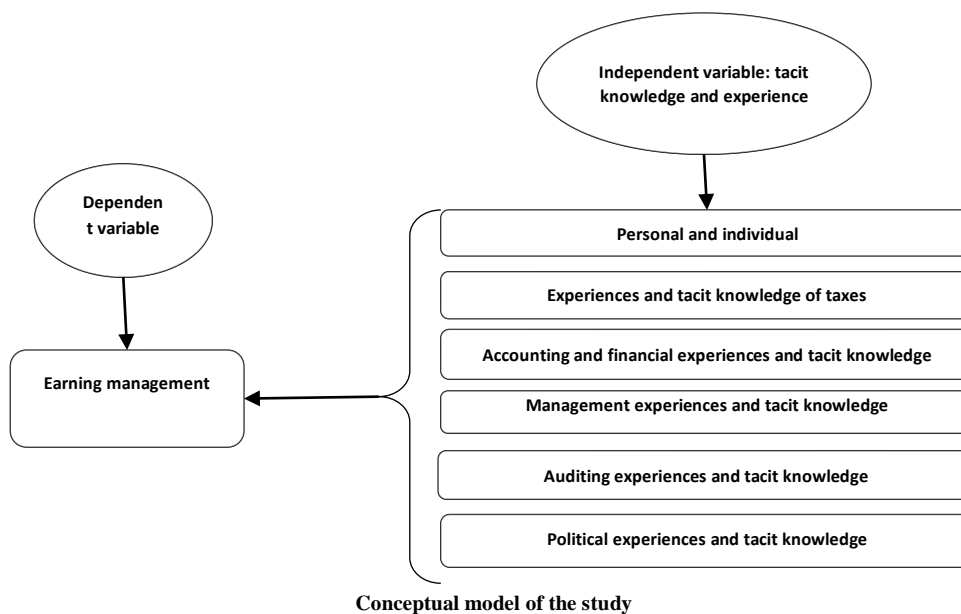 Independent variable: tacit
knowledge and experience
Dependen
t variable
Personal and individual
Experiences and tacit knowledge of taxes
Accounting and financial experiences and tacit knowledge
Earning management
Management experiences and tacit knowledge
Auditing experiences and tacit knowledge
Political experiences and tacit knowledge
Conceptual model of the study